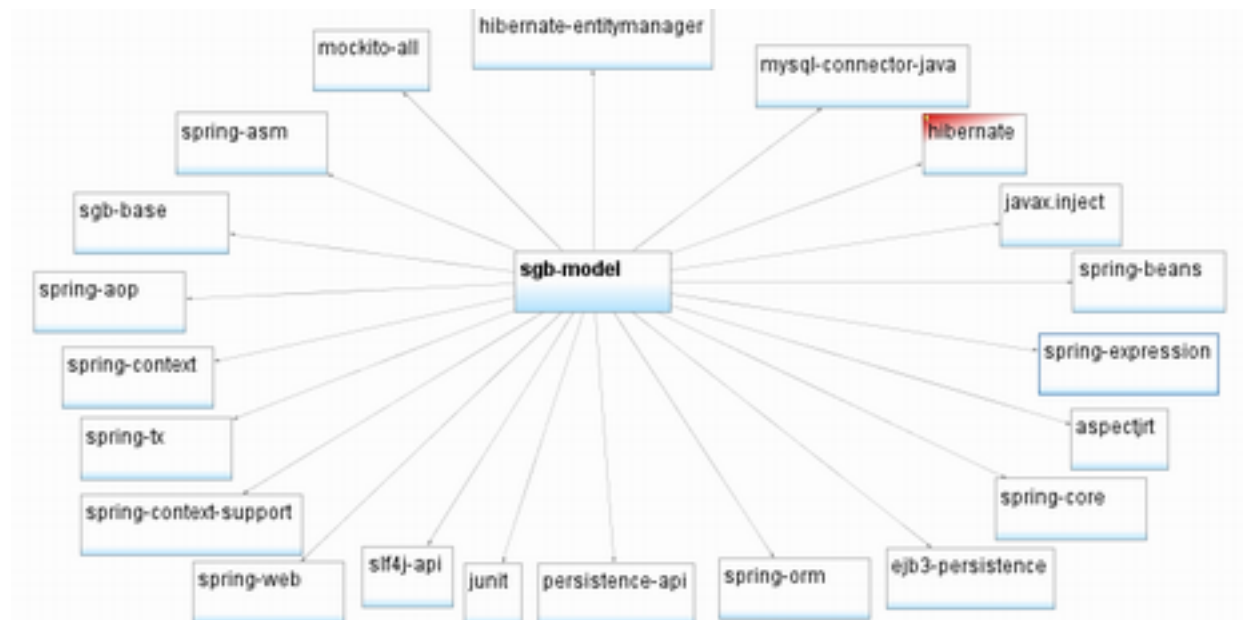 hibernate-entitymanager
mockito-all
mysql-connector-java
spring-asm
hibernate
sgb-base
javax.inject
sgb-model
spring-beans
spring-aop
spring-context
spring-expression
spring-tx
aspectjrt
spring-context-support
spring-core
spring-web
slf4j-api
junit
persistence-api
spring-orm
ejb3-persistence